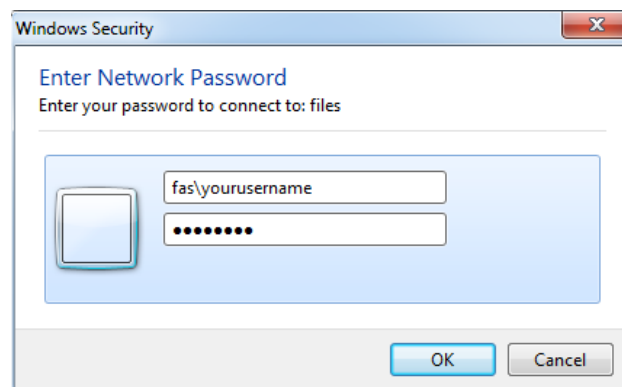 Windows Security
Enter Network Password
Enter your password to connect to: files
fas\yourusername
●●●●●●●●
OK
Cancel